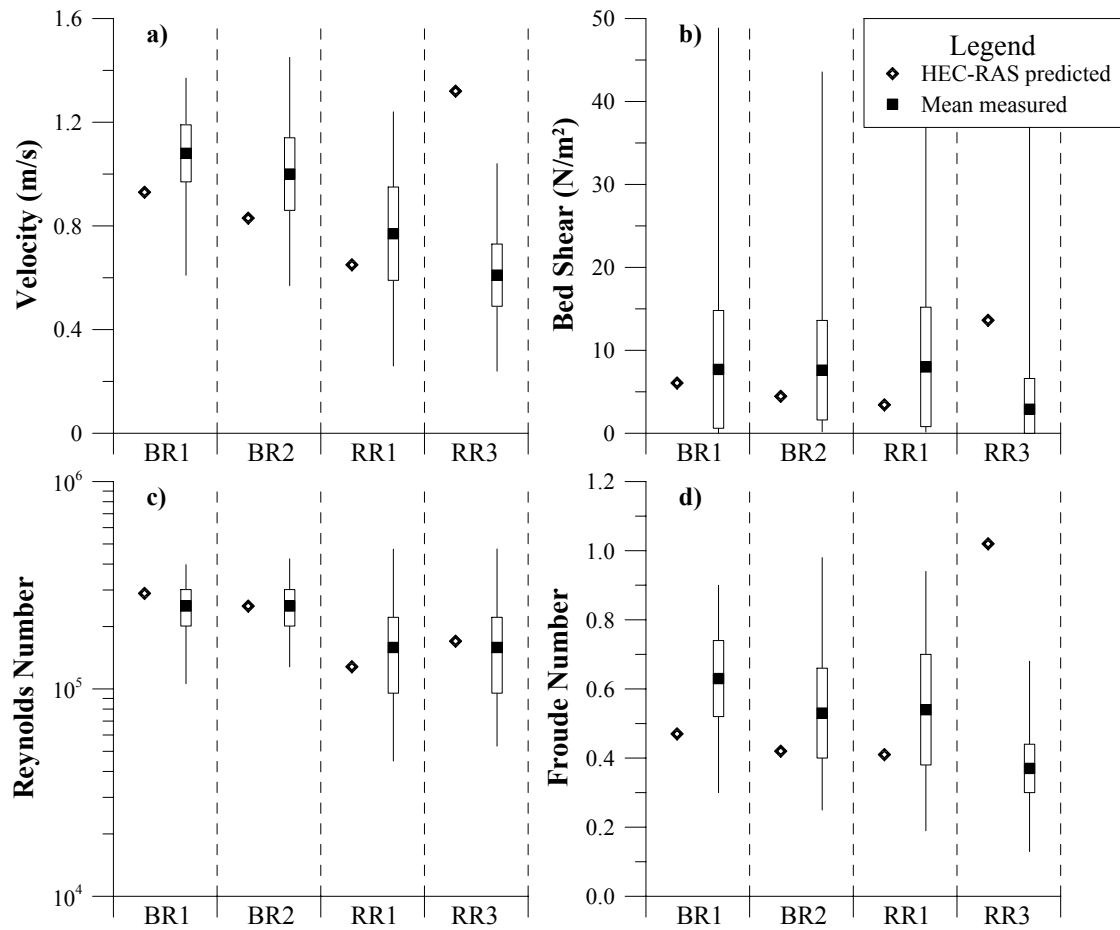 a)
1.6
1.2
0.8
0.4
0
Velocity (m/s)
BR1 BR2 RR1 RR3
b)
50
40
30
20
10
0
Bed Shear (N/m²)
BR1 BR2 RR1 RR3
Legend
HEC-RAS predicted
Mean measured
c)
10⁶
10⁵
10⁴
Reynolds Number
BR1 BR2 RR1 RR3
d)
1.2
1.0
0.8
0.6
0.4
0.2
0.0
Froude Number
BR1 BR2 RR1 RR3